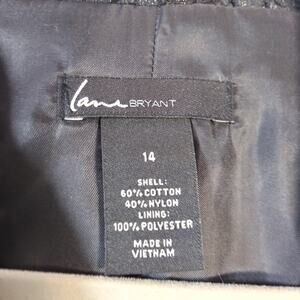 lane BRYANT
14
SHELL:
60% COTTON
40% NYLON
LINING:
100% POLYESTER
MADE IN
VIETNAM